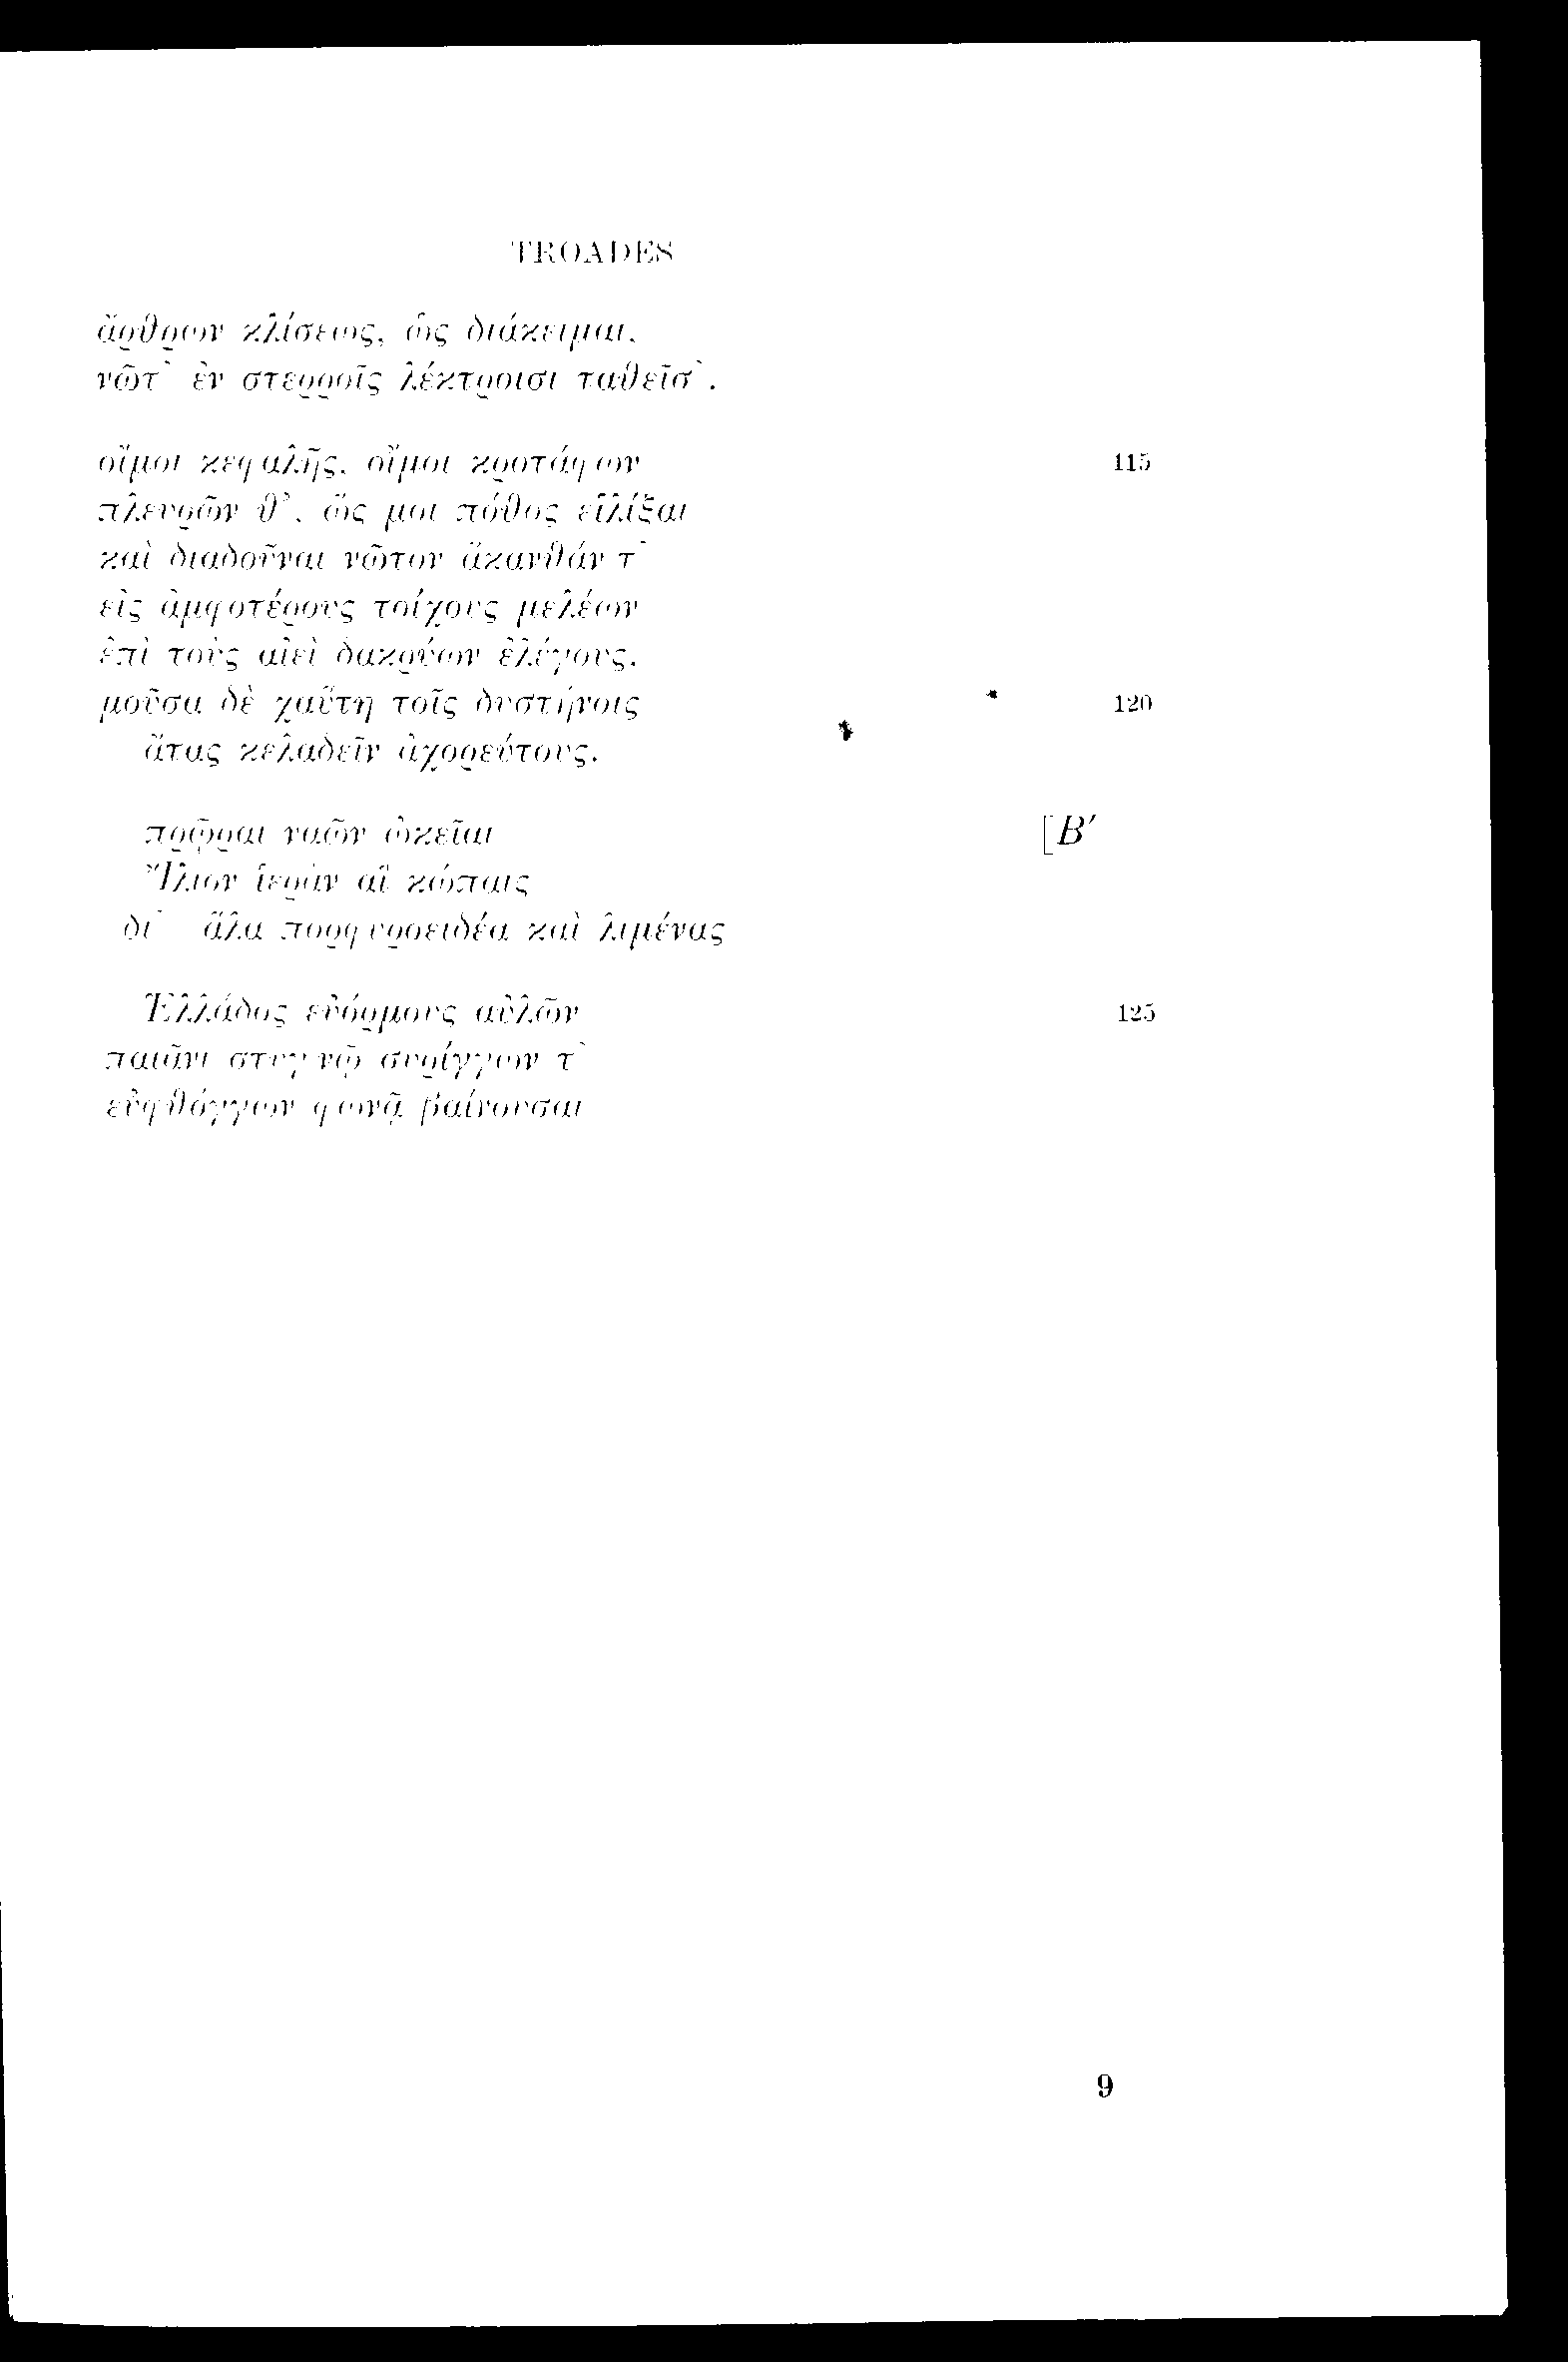 TROADES
ἄρθρων κλίσεως, ὡς διάκειμαι,
νῶτ’ ἐν στερροῖς λέκτροισι ταθεῖσ’.
οἴμοι κεφαλῆς, οἴμοι κροτάφων
115
πλευρῶν θ’, ὥς μοι πόθος εἱλίξαι
καὶ διαδοῦναι νῶτον ἄκανθάν τ’
εἰς ἀμφοτέρους τοίχους μελέων
ἐπὶ τοὺς αἰεὶ δακρύων ἐλέγους.
μοῦσα δὲ χαὕτη τοῖς δυστήνοις
120
ἄτας κελαδεῖν ἀχορεύτους.
πρῷραι ναῶν ὠκεῖαι
[Β′
Ἴλιον ἱερὰν αἳ κώπαις
δι’ ἅλα πορφυροειδέα καὶ λιμένας
Ἑλλάδος εὐόρμους αὐλῶν
125
παιᾶνι στυγνῷ συρίγγων τ’
εὐφθόγγων φωνᾷ βαίνουσαι
9